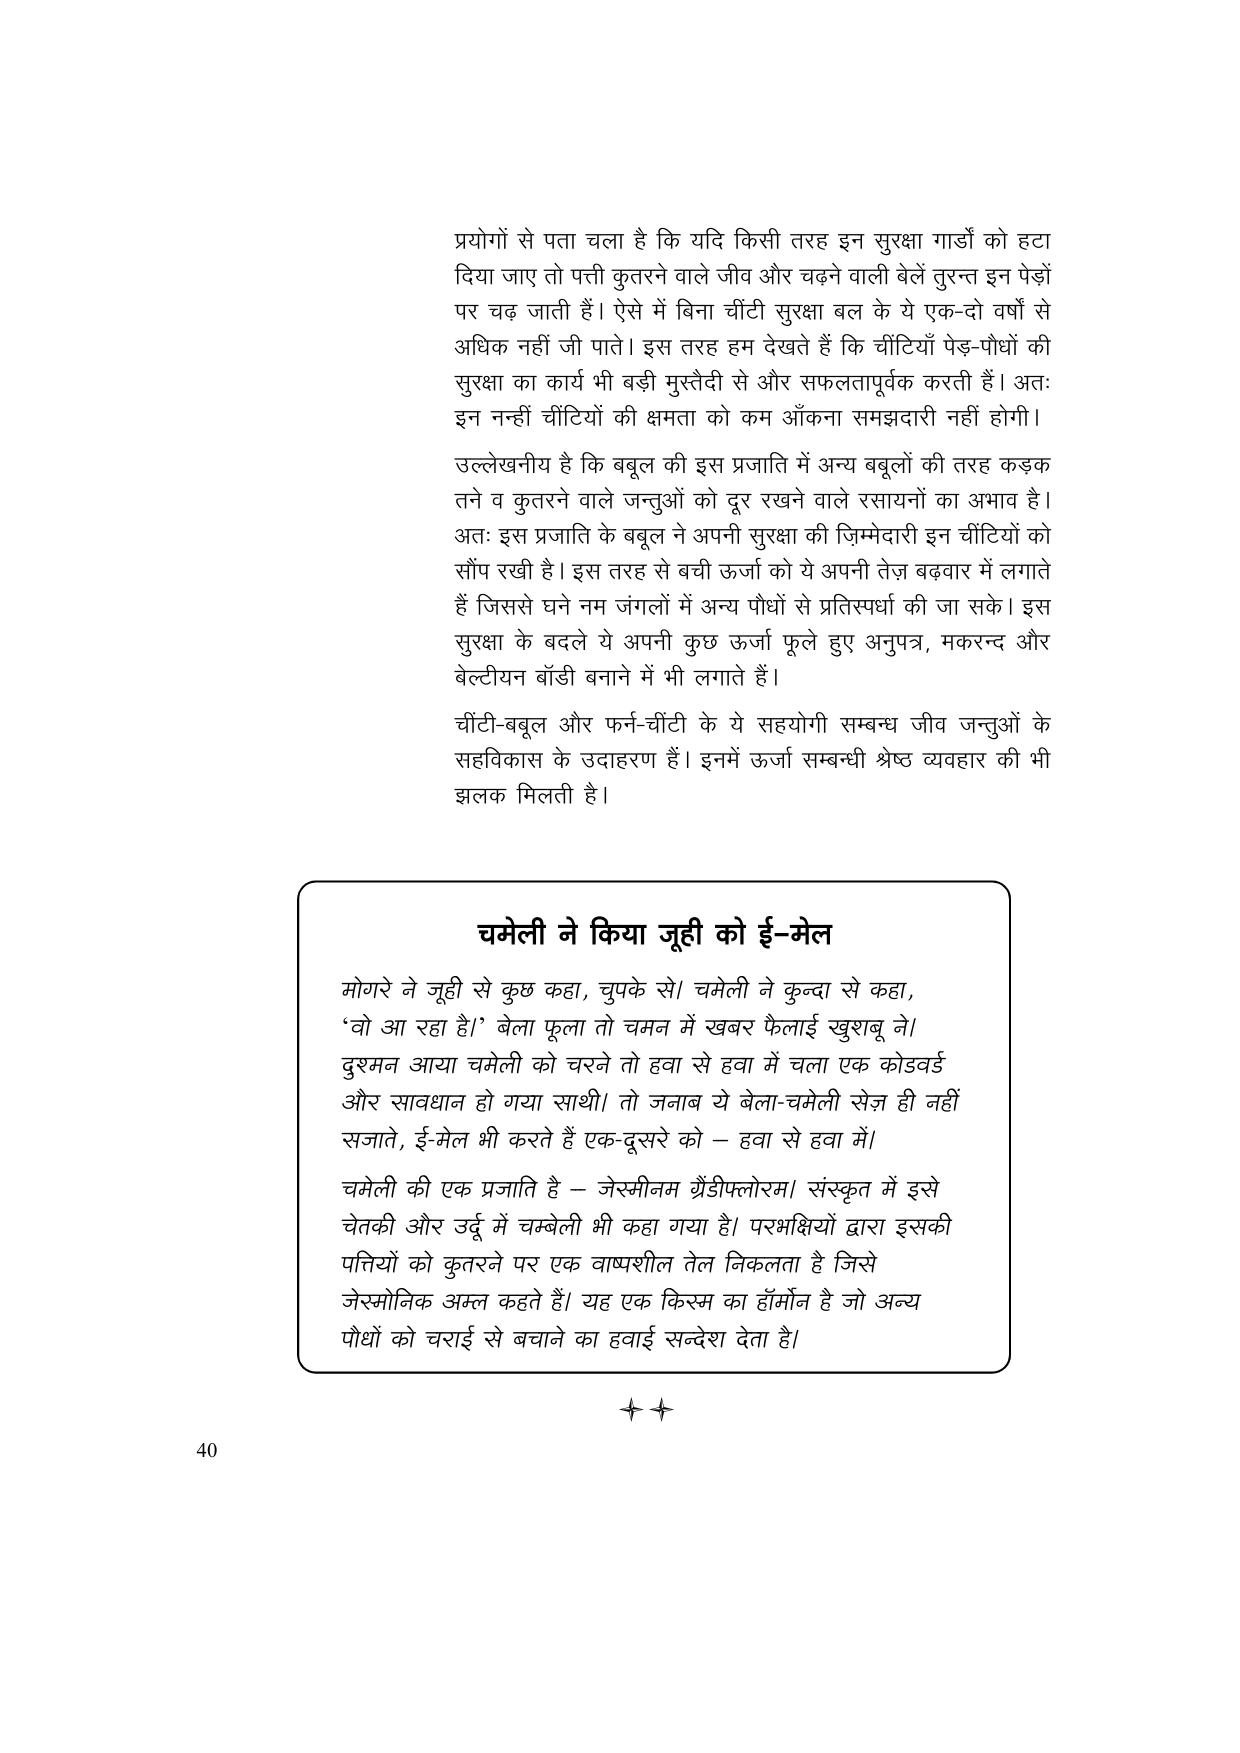 प्रयोगों से पता चला है कि यदि किसी तरह इन सुरक्षा गार्डों को हटा
दिया जाए तो पत्ती कुतरने वाले जीव और चढ़ने वाली बेलें तुरन्त इन पेड़ों
पर चढ़ जाती हैं। ऐसे में बिना चींटी सुरक्षा बल के ये एक-दो वर्षों से
अधिक नहीं जी पाते। इस तरह हम देखते हैं कि चींटियाँ पेड़-पौधों की
सुरक्षा का कार्य भी बड़ी मुस्तैदी से और सफलतापूर्वक करती हैं। अतः
इन नन्हीं चींटियों की क्षमता को कम आँकना समझदारी नहीं होगी।
उल्लेखनीय है कि बबूल की इस प्रजाति में अन्य बबूलों की तरह कड़क
तने व कुतरने वाले जन्तुओं को दूर रखने वाले रसायनों का अभाव है।
अतः इस प्रजाति के बबूल ने अपनी सुरक्षा की ज़िम्मेदारी इन चींटियों को
सौंप रखी है। इस तरह से बची ऊर्जा को ये अपनी तेज़ बढ़वार में लगाते
हैं जिससे घने नम जंगलों में अन्य पौधों से प्रतिस्पर्धा की जा सके। इस
सुरक्षा के बदले ये अपनी कुछ ऊर्जा फूले हुए अनुपत्र, मकरन्द और
बेल्टीयन बॉडी बनाने में भी लगाते हैं।
चींटी-बबूल और फर्न-चींटी के ये सहयोगी सम्बन्ध जीव जन्तुओं के
सहविकास के उदाहरण हैं। इनमें ऊर्जा सम्बन्धी श्रेष्ठ व्यवहार की भी
झलक मिलती है।
चमेली ने किया जूही को ई-मेल
मोगरे ने जूही से कुछ कहा, चुपके से। चमेली ने कुन्दा से कहा,
‘वो आ रहा है।’ बेला फूला तो चमन में खबर फैलाई खुशबू ने।
दुश्मन आया चमेली को चरने तो हवा से हवा में चला एक कोडवर्ड
और सावधान हो गया साथी। तो जनाब ये बेला-चमेली सेज़ ही नहीं
सजाते, ई-मेल भी करते हैं एक-दूसरे को – हवा से हवा में।
चमेली की एक प्रजाति है – जेस्मीनम ग्रैंडीफ्लोरम। संस्कृत में इसे
चेतकी और उर्दू में चम्बेली भी कहा गया है। परभक्षियों द्वारा इसकी
पत्तियों को कुतरने पर एक वाष्पशील तेल निकलता है जिसे
जेस्मोनिक अम्ल कहते हैं। यह एक किस्म का हॉर्मोन है जो अन्य
पौधों को चराई से बचाने का हवाई सन्देश देता है।
40